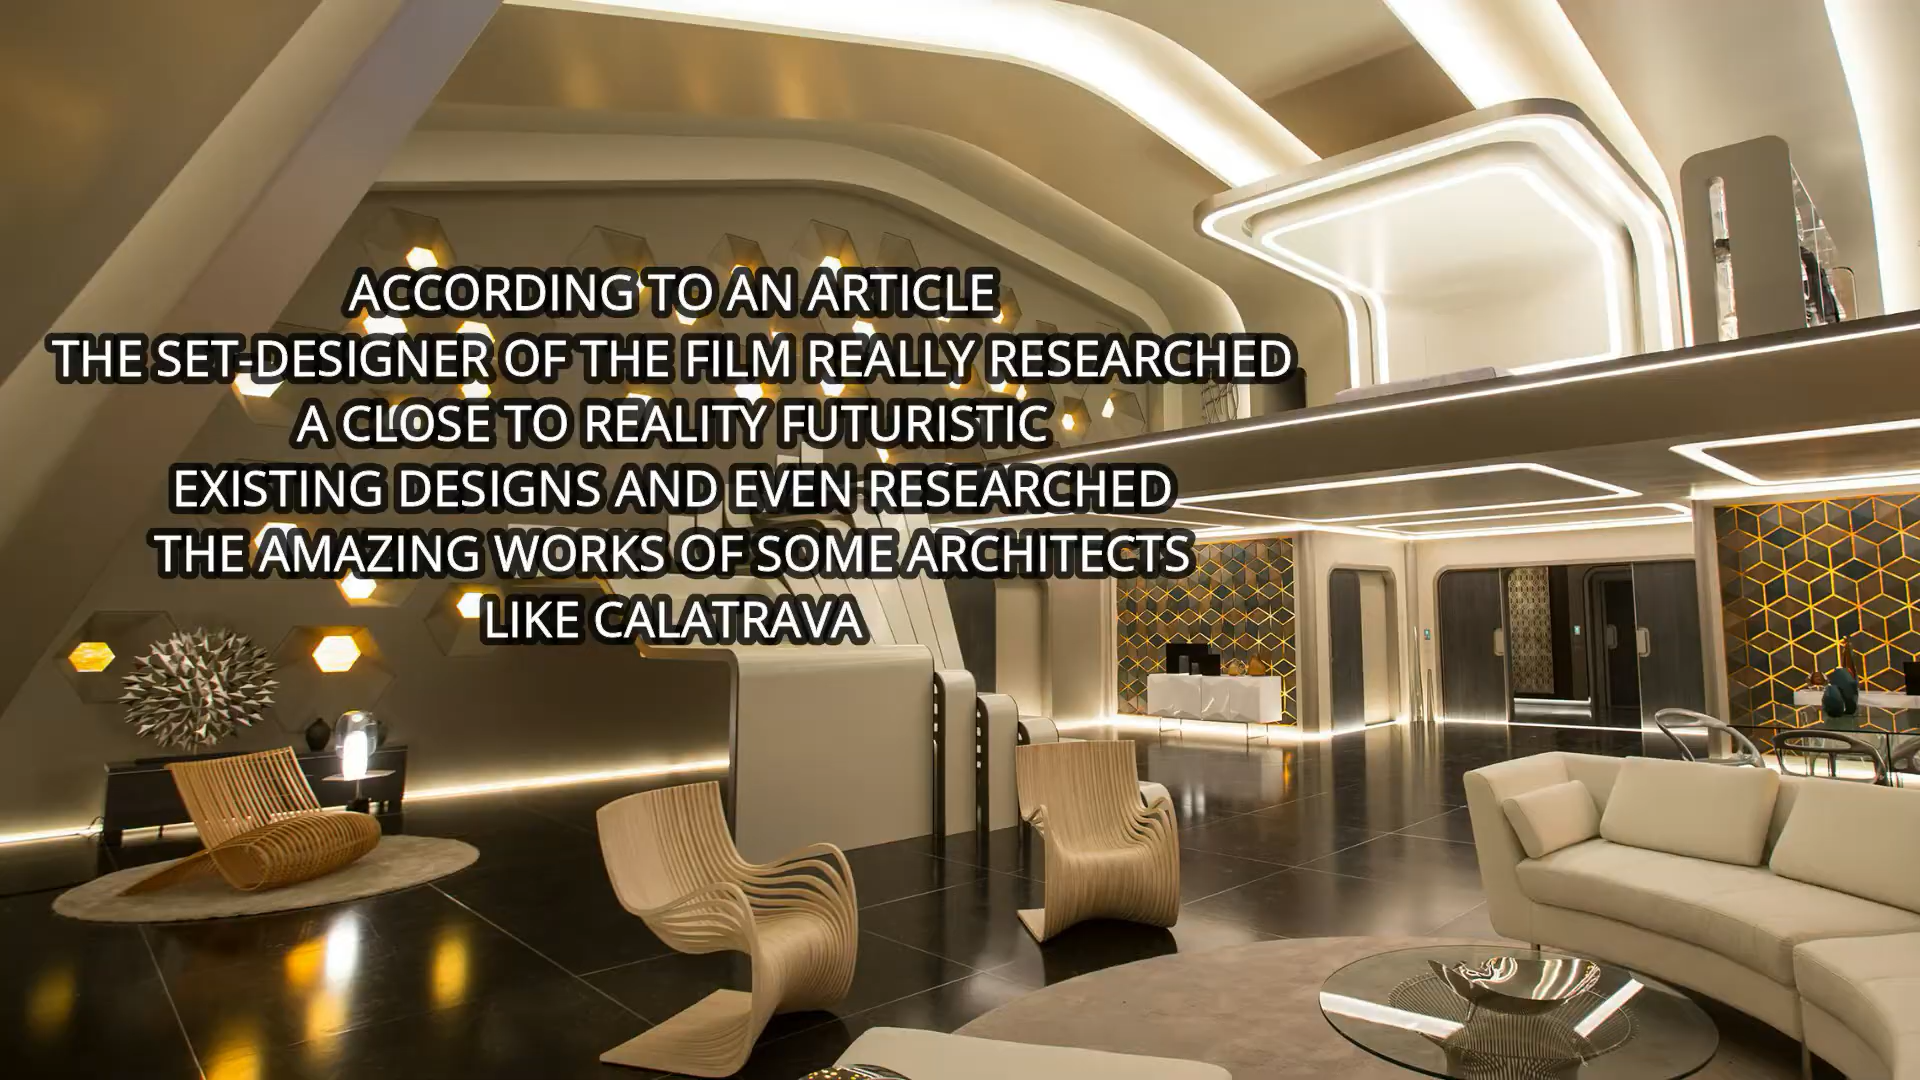 ACCORDING TO AN ARTICLE
THE SET-DESIGNER OF THE FILM REALLY RESEARCHED
A CLOSE TO REALITY FUTURISTIC
EXISTING DESIGNS AND EVEN RESEARCHED
THE AMAZING WORKS OF SOME ARCHITECTS
LIKE CALATRAVA